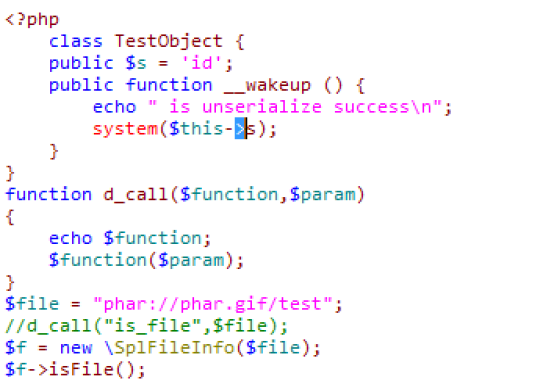 <?php
    class TestObject {
    public $s = 'id';
    public function __wakeup () {
        echo " is unserialize success\n";
        system($this->s);
    }
}
function d_call($function,$param)
{
    echo $function;
    $function($param);
}
$file = "phar://phar.gif/test";
//d_call("is_file",$file);
$f = new \SplFileInfo($file);
$f->isFile();